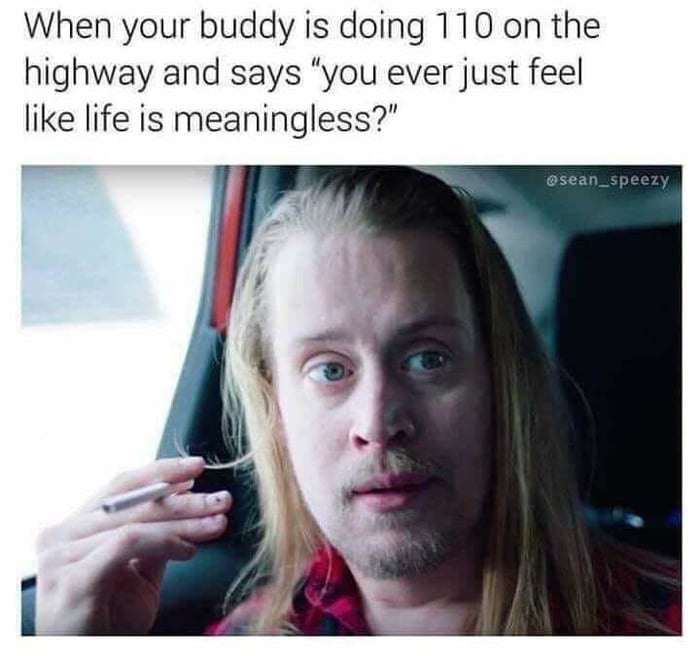 When your buddy is doing 110 on the
highway and says “you ever just feel
like life is meaningless?”
@sean_speezy